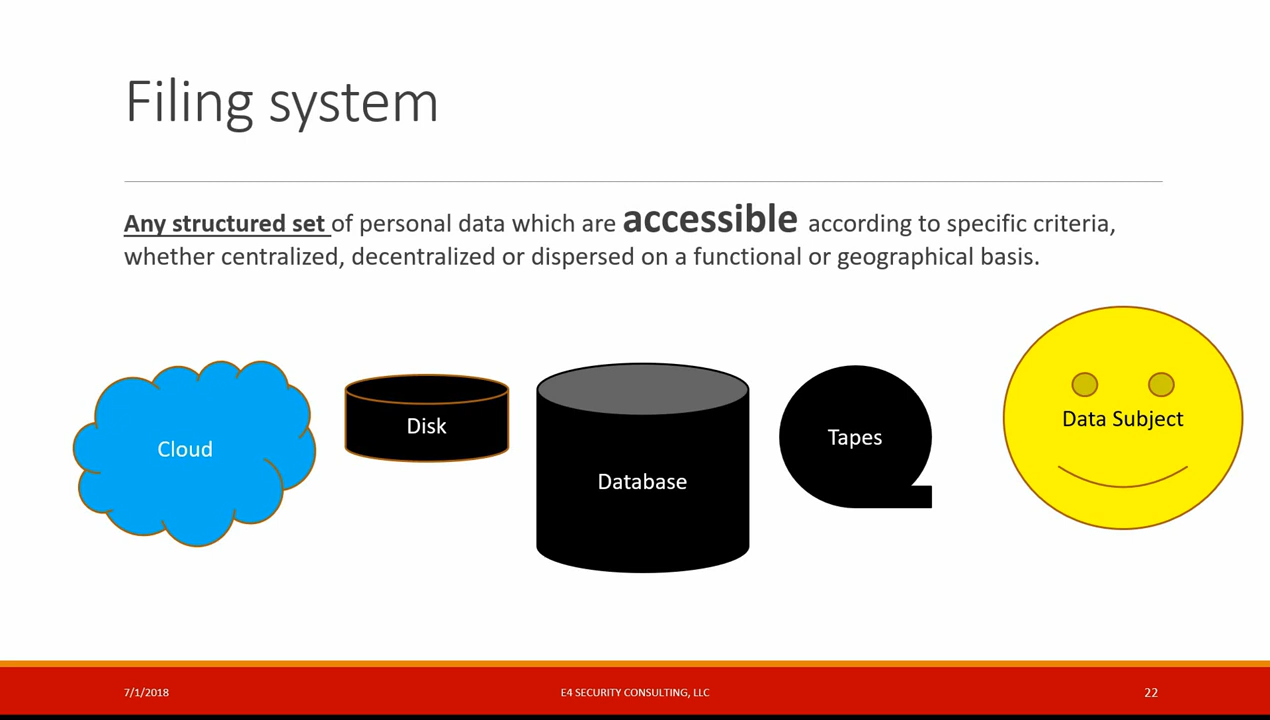 Filing system
Any structured set of personal data which are accessible according to specific criteria,
whether centralized, decentralized or dispersed on a functional or geographical basis.
Cloud
Disk
Database
Tapes
Data Subject
7/1/2018
E4 SECURITY CONSULTING, LLC
22